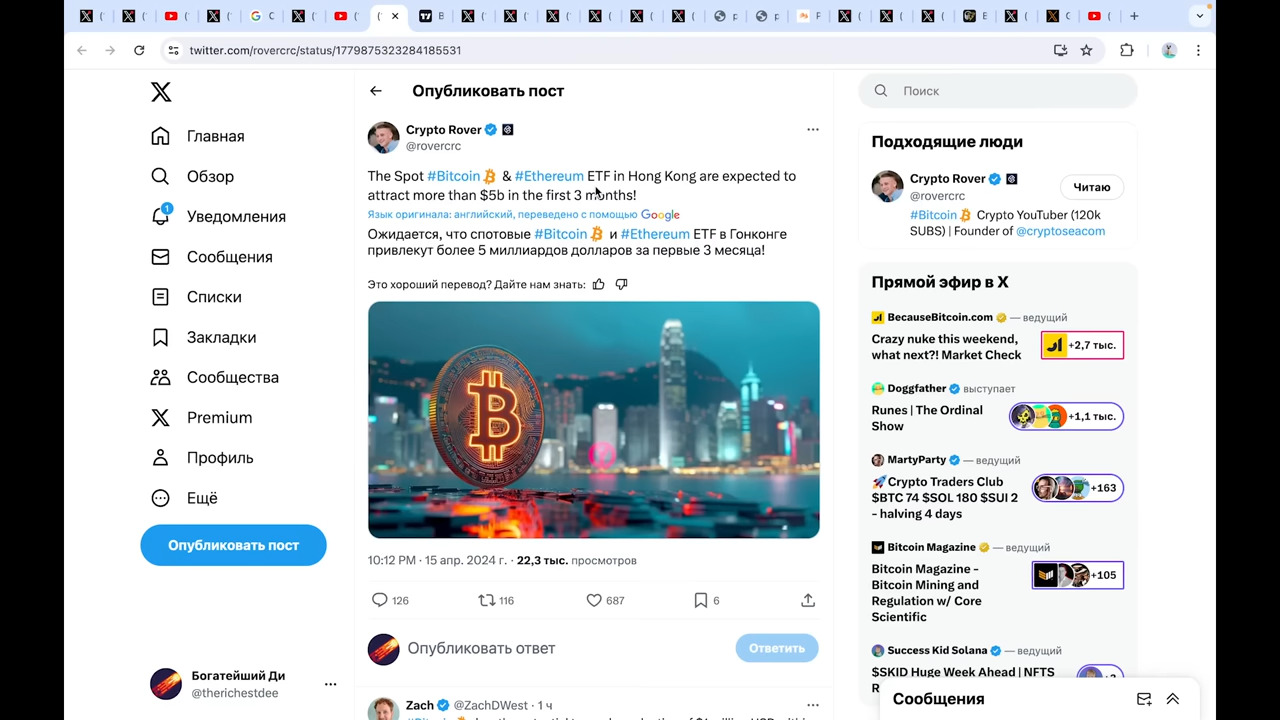 twitter.com/rovercrc/status/1779875323284185531
Главная
Обзор
1
Уведомления
Сообщения
Списки
Закладки
Сообщества
Premium
Профиль
Ещё
Опубликовать пост
Богатейший Ди
@therichestdee
Опубликовать пост
Crypto Rover
@rovercrc
The Spot #Bitcoin & #Ethereum ETF in Hong Kong are expected to
attract more than $5b in the first 3 months!
Язык оригинала: английский, переведено с помощью Google
Ожидается, что спотовые #Bitcoin и #Ethereum ETF в Гонконге
привлекут более 5 миллиардов долларов за первые 3 месяца!
Это хороший перевод? Дайте нам знать:
10:12 PM · 15 апр. 2024 г. · 22,3 тыс. просмотров
126 116 687 6
Опубликовать ответ
Ответить
Zach @ZachDWest · 1 ч
Поиск
Подходящие люди
Crypto Rover
@rovercrc
Читаю
#Bitcoin Crypto YouTuber (120k
SUBS) | Founder of @cryptoseacom
Прямой эфир в X
BecauseBitcoin.com — ведущий
Crazy nuke this weekend,
what next?! Market Check
+2,7 тыс.
Doggfather выступает
Runes | The Ordinal
Show
+1,1 тыс.
MartyParty — ведущий
🚀Crypto Traders Club
$BTC 74 $SOL 180 $SUI 2
- halving 4 days
+163
Bitcoin Magazine — ведущий
Bitcoin Magazine -
Bitcoin Mining and
Regulation w/ Core
Scientific
+105
Success Kid Solana — ведущий
$SKID Huge Week Ahead | NFTS
Сообщения